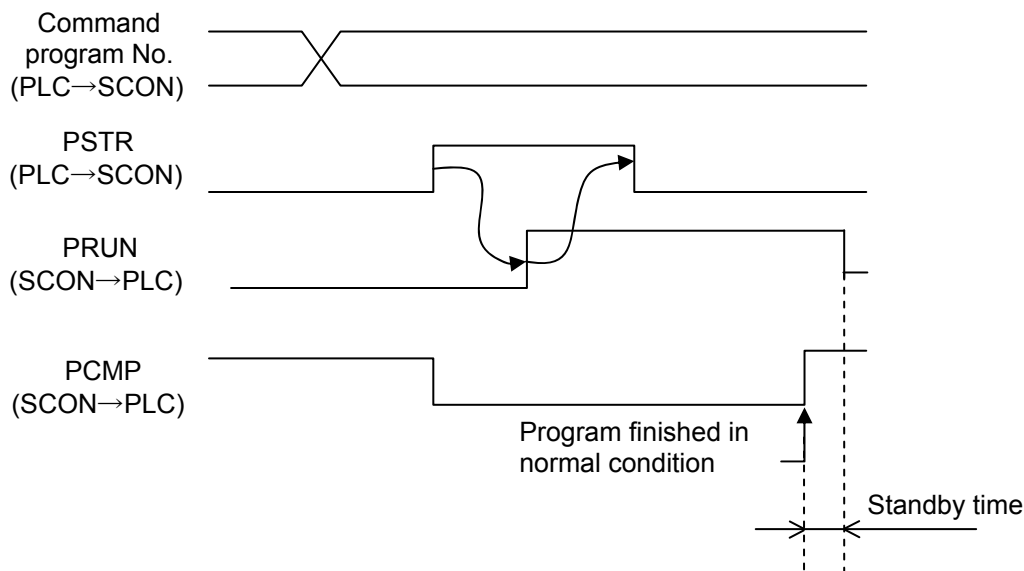 Command
program No.
(PLC→SCON)
PSTR
(PLC→SCON)
PRUN
(SCON→PLC)
PCMP
(SCON→PLC)
Program finished in
normal condition
Standby time